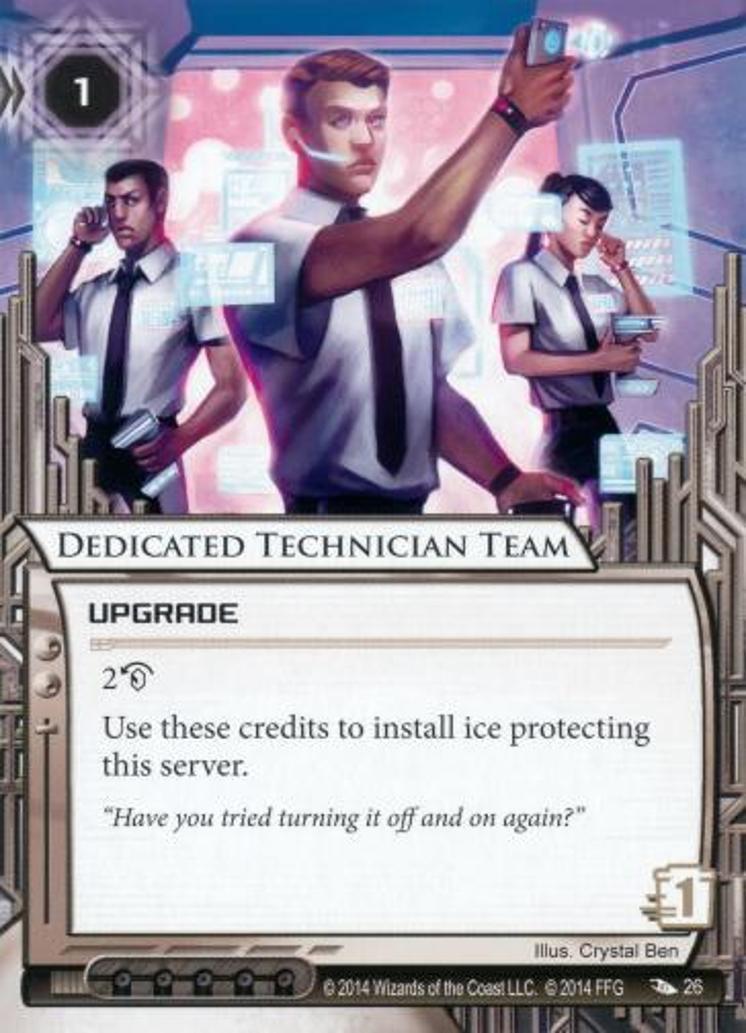 1
DEDICATED TECHNICIAN TEAM
UPGRADE
2
Use these credits to install ice protecting
this server.
“Have you tried turning it off and on again?”
1
Illus. Crystal Ben
© 2014 Wizards of the Coast LLC. © 2014 FFG 26